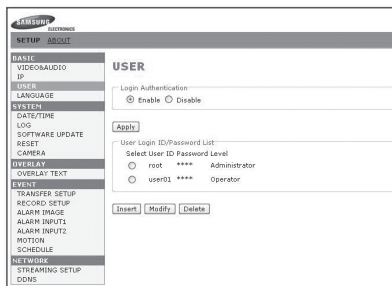 SAMSUNG
ELECTRONICS
SETUP ABOUT
BASIC
VIDEO&AUDIO
IP
USER
LANGUAGE
SYSTEM
DATE/TIME
LOG
SOFTWARE UPDATE
RESET
CAMERA
OVERLAY
OVERLAY TEXT
EVENT
TRANSFER SETUP
RECORD SETUP
ALARM IMAGE
ALARM INPUT1
ALARM INPUT2
MOTION
SCHEDULE
NETWORK
STREAMING SETUP
DDNS
USER
Login Authentication
Enable Disable
Apply
User Login ID/Password List
Select User ID Password Level
root **** Administrator
user01 **** Operator
Insert Modify Delete